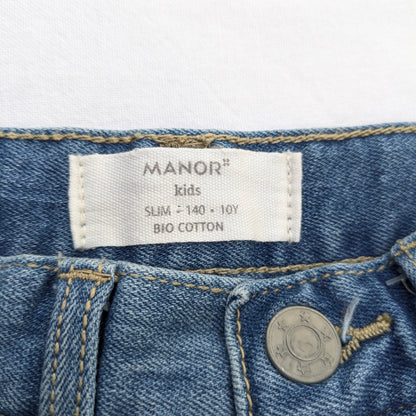 MANOR
kids
SLIM - 140 • 10Y
BIO COTTON